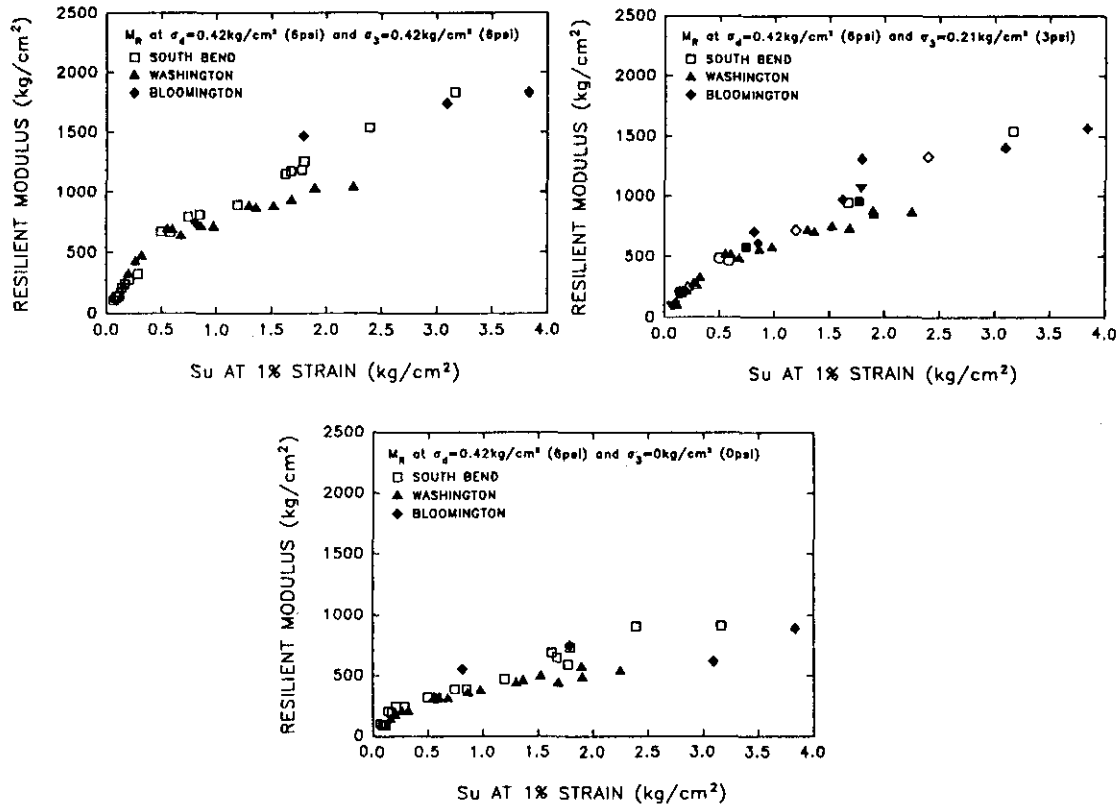 M_R at σ_d=0.42kg/cm² (6psi) and σ_3=0.42kg/cm² (6psi)
SOUTH BEND
WASHINGTON
BLOOMINGTON
RESILIENT MODULUS (kg/cm²)
2500
2000
1500
1000
500
0
0.0 0.5 1.0 1.5 2.0 2.5 3.0 3.5 4.0
Su AT 1% STRAIN (kg/cm²)
M_R at σ_d=0.42kg/cm² (6psi) and σ_3=0.21kg/cm² (3psi)
SOUTH BEND
WASHINGTON
BLOOMINGTON
RESILIENT MODULUS (kg/cm²)
2500
2000
1500
1000
500
0
0.0 0.5 1.0 1.5 2.0 2.5 3.0 3.5 4.0
Su AT 1% STRAIN (kg/cm²)
M_R at σ_d=0.42kg/cm² (6psi) and σ_3=0kg/cm² (0psi)
SOUTH BEND
WASHINGTON
BLOOMINGTON
RESILIENT MODULUS (kg/cm²)
2500
2000
1500
1000
500
0
0.0 0.5 1.0 1.5 2.0 2.5 3.0 3.5 4.0
Su AT 1% STRAIN (kg/cm²)